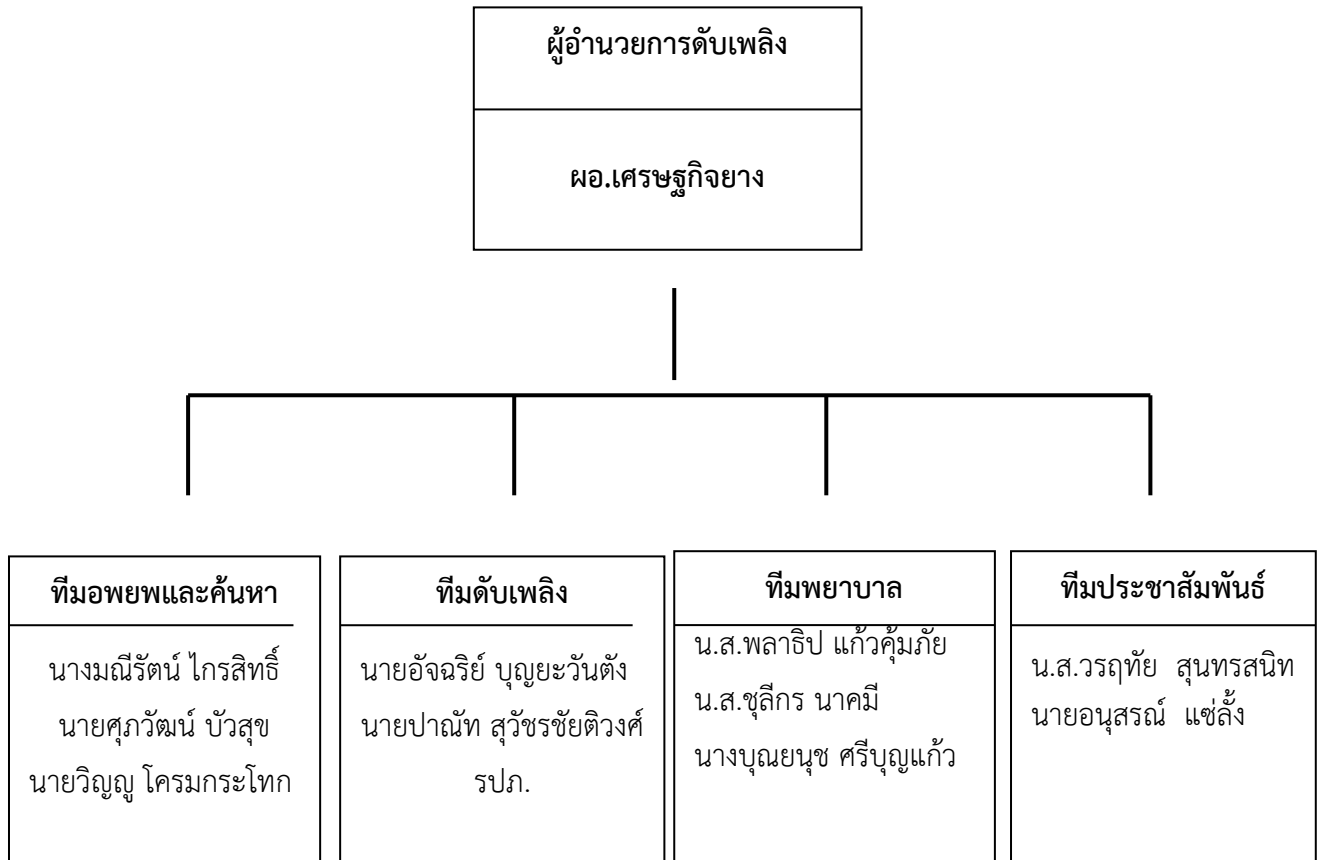 ผู้อำนวยการดับเพลิง
ผอ.เศรษฐกิจยาง
ทีมอพยพและค้นหา
นางมณีรัตน์ ไกรสิทธิ์
นายศุภวัฒน์ บัวสุข
นายวิญญู โครมกระโทก
ทีมดับเพลิง
นายอัจฉริย์ บุญยะวันตัง
นายปาณัท สุวัชรชัยติวงศ์
รปภ.
ทีมพยาบาล
น.ส.พลาธิป แก้วคุ้มภัย
น.ส.ชุลีกร นาคมี
นางบุณยนุช ศรีบุญแก้ว
ทีมประชาสัมพันธ์
น.ส.วรฤทัย  สุนทรสนิท
นายอนุสรณ์  แซ่ลั้ง